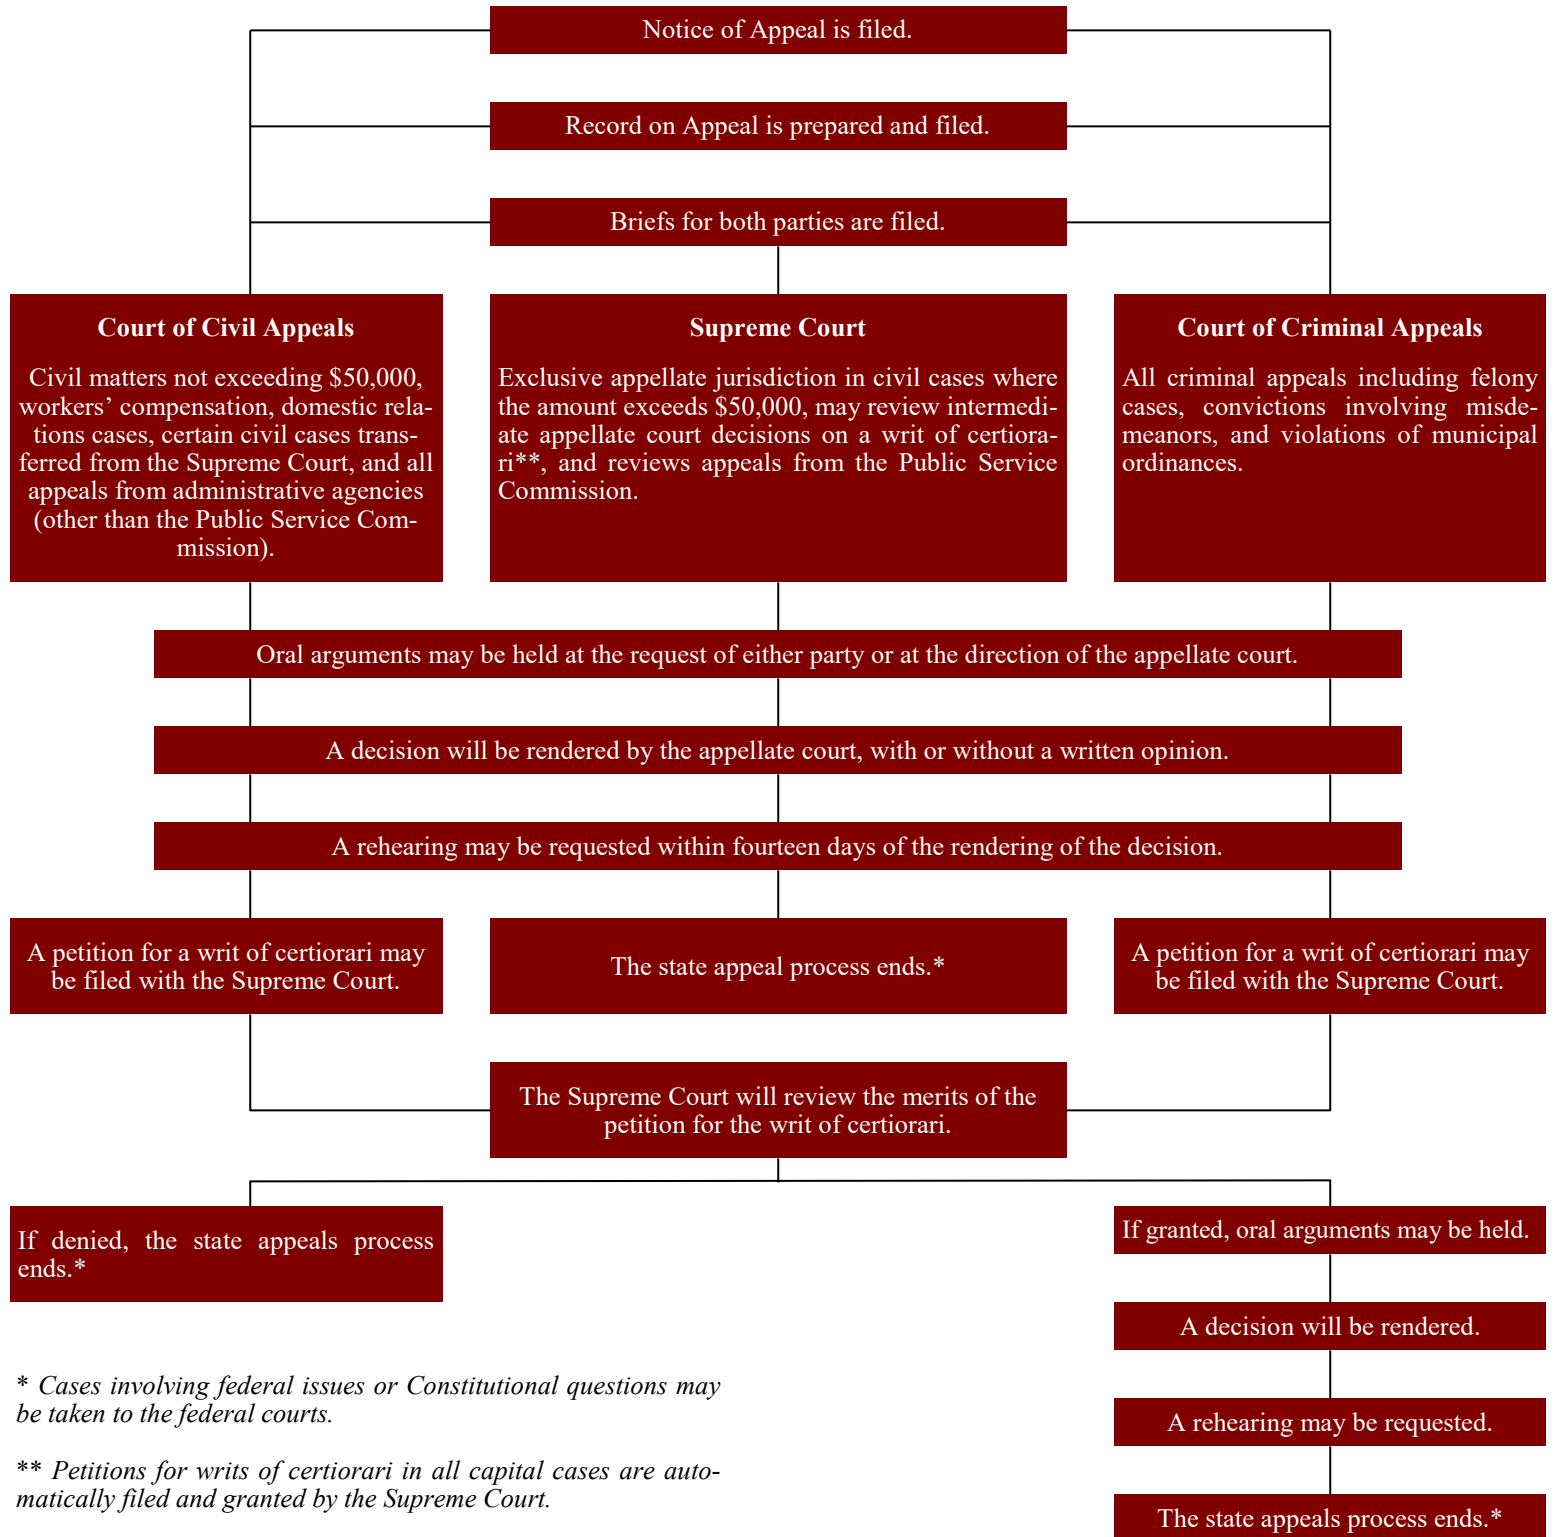 Notice of Appeal is filed.
Record on Appeal is prepared and filed.
Briefs for both parties are filed.
Court of Civil Appeals
Civil matters not exceeding $50,000,
workers’ compensation, domestic rela-
tions cases, certain civil cases trans-
ferred from the Supreme Court, and all
appeals from administrative agencies
(other than the Public Service Com-
mission).
Supreme Court
Exclusive appellate jurisdiction in civil cases where
the amount exceeds $50,000, may review intermedi-
ate appellate court decisions on a writ of certiora-
ri**, and reviews appeals from the Public Service
Commission.
Court of Criminal Appeals
All criminal appeals including felony
cases, convictions involving misde-
meanors, and violations of municipal
ordinances.
Oral arguments may be held at the request of either party or at the direction of the appellate court.
A decision will be rendered by the appellate court, with or without a written opinion.
A rehearing may be requested within fourteen days of the rendering of the decision.
A petition for a writ of certiorari may
be filed with the Supreme Court.
The state appeal process ends.*
A petition for a writ of certiorari may
be filed with the Supreme Court.
The Supreme Court will review the merits of the
petition for the writ of certiorari.
If denied, the state appeals process
ends.*
If granted, oral arguments may be held.
A decision will be rendered.
A rehearing may be requested.
The state appeals process ends.*
* Cases involving federal issues or Constitutional questions may
be taken to the federal courts.
** Petitions for writs of certiorari in all capital cases are auto-
matically filed and granted by the Supreme Court.